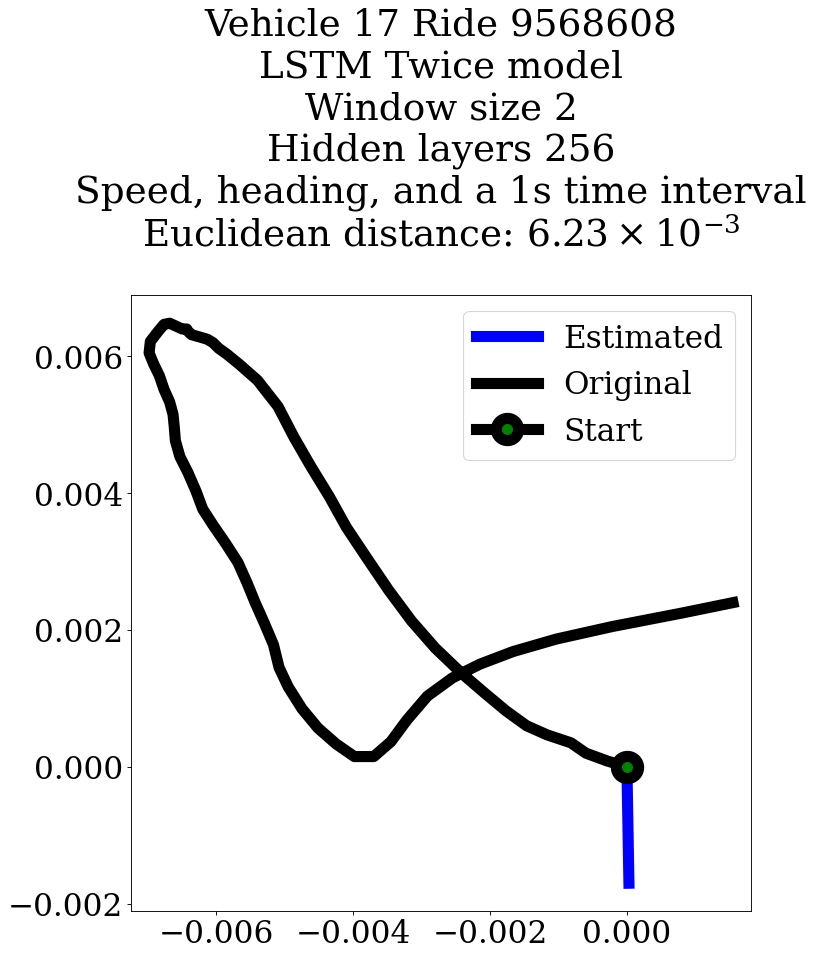 Vehicle 17 Ride 9568608
LSTM Twice model
Window size 2
Hidden layers 256
Speed, heading, and a 1s time interval
Euclidean distance: 6.23 × 10⁻³
Estimated
Original
Start
0.006
0.004
0.002
0.000
−0.002
−0.006 −0.004 −0.002 0.000